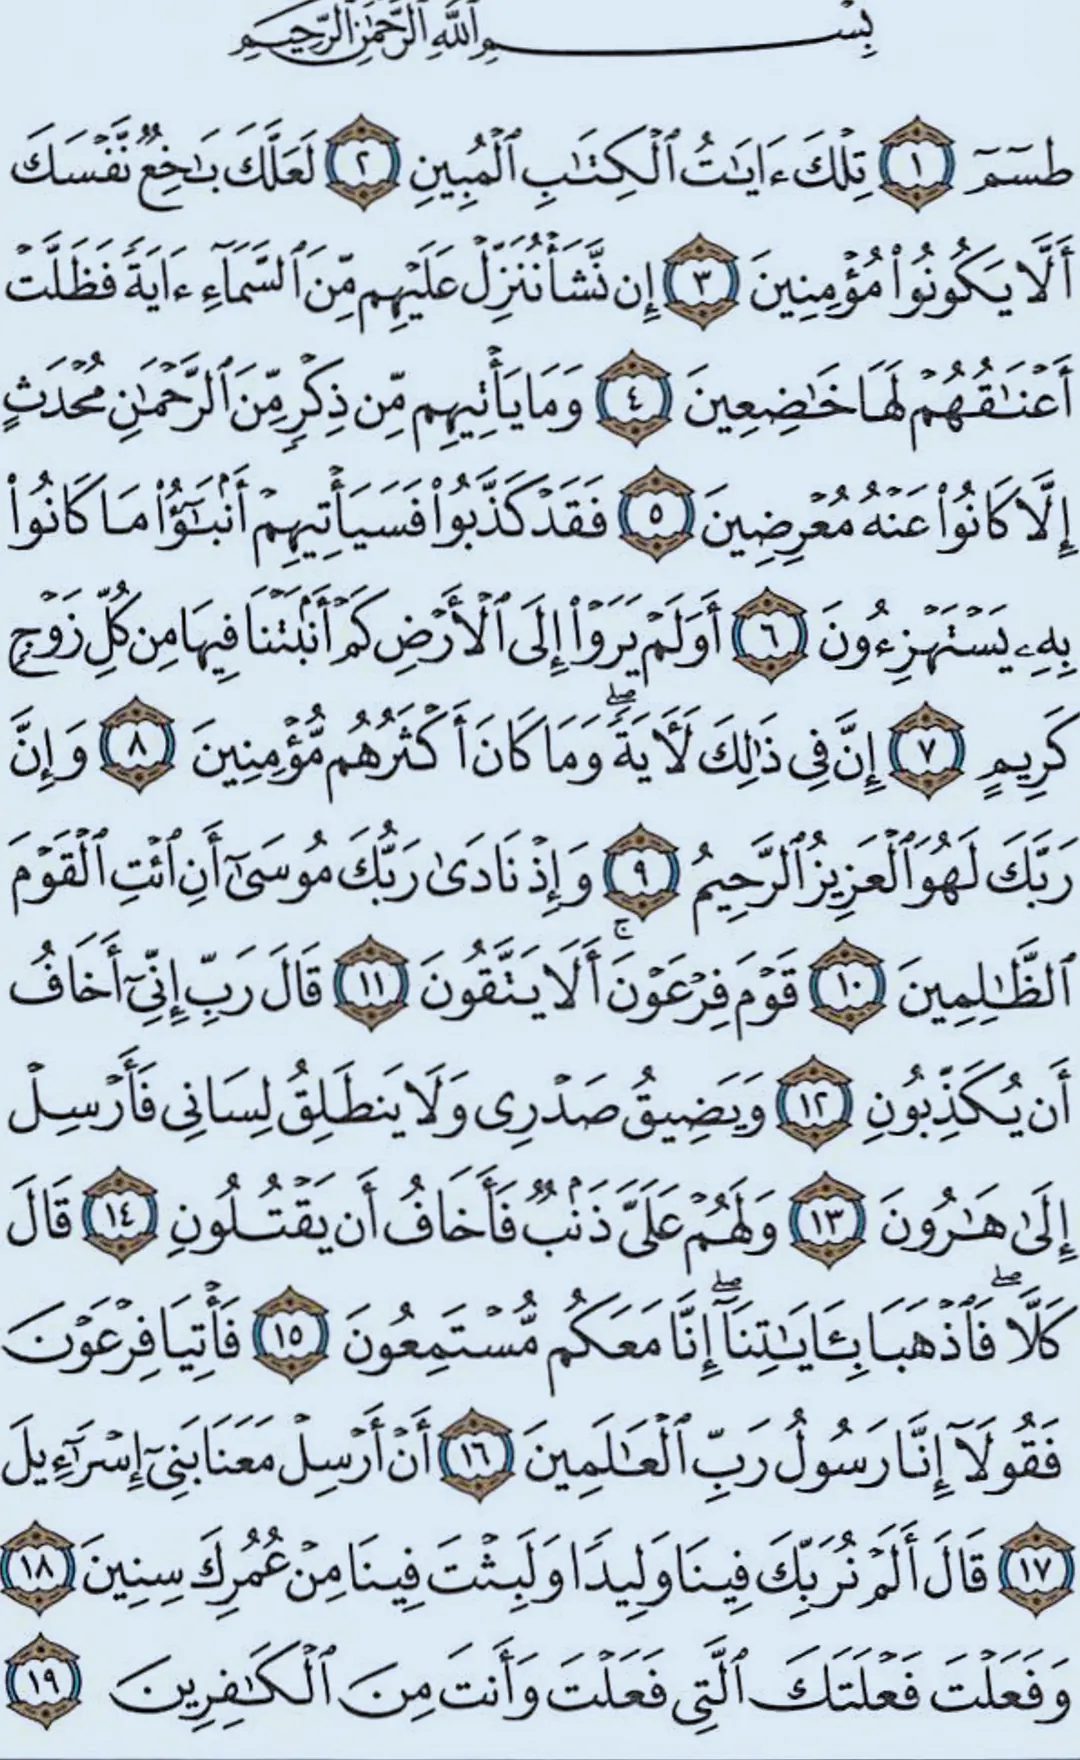 بِسْمِ ٱللَّهِ ٱلرَّحْمَٰنِ ٱلرَّحِيمِ
طسٓمٓ ١ تِلْكَ ءَايَٰتُ ٱلْكِتَٰبِ ٱلْمُبِينِ ٢ لَعَلَّكَ بَٰخِعٌ نَّفْسَكَ
أَلَّا يَكُونُوا۟ مُؤْمِنِينَ ٣ إِن نَّشَأْ نُنَزِّلْ عَلَيْهِم مِّنَ ٱلسَّمَآءِ ءَايَةً فَظَلَّتْ
أَعْنَٰقُهُمْ لَهَا خَٰضِعِينَ ٤ وَمَا يَأْتِيهِم مِّن ذِكْرٍ مِّنَ ٱلرَّحْمَٰنِ مُحْدَثٍ
إِلَّا كَانُوا۟ عَنْهُ مُعْرِضِينَ ٥ فَقَدْ كَذَّبُوا۟ فَسَيَأْتِيهِمْ أَنۢبَٰٓؤُا۟ مَا كَانُوا۟
بِهِۦ يَسْتَهْزِءُونَ ٦ أَوَلَمْ يَرَوْا۟ إِلَى ٱلْأَرْضِ كَمْ أَنۢبَتْنَا فِيهَا مِن كُلِّ زَوْجٍ
كَرِيمٍ ٧ إِنَّ فِى ذَٰلِكَ لَءَايَةً ۖ وَمَا كَانَ أَكْثَرُهُم مُّؤْمِنِينَ ٨ وَإِنَّ
رَبَّكَ لَهُوَ ٱلْعَزِيزُ ٱلرَّحِيمُ ٩ وَإِذْ نَادَىٰ رَبُّكَ مُوسَىٰٓ أَنِ ٱئْتِ ٱلْقَوْمَ
ٱلظَّٰلِمِينَ ١٠ قَوْمَ فِرْعَوْنَ ۚ أَلَا يَتَّقُونَ ١١ قَالَ رَبِّ إِنِّىٓ أَخَافُ
أَن يُكَذِّبُونِ ١٢ وَيَضِيقُ صَدْرِى وَلَا يَنطَلِقُ لِسَانِى فَأَرْسِلْ
إِلَىٰ هَٰرُونَ ١٣ وَلَهُمْ عَلَىَّ ذَنۢبٌ فَأَخَافُ أَن يَقْتُلُونِ ١٤ قَالَ
كَلَّا ۖ فَٱذْهَبَا بِـَٔايَٰتِنَآ ۖ إِنَّا مَعَكُم مُّسْتَمِعُونَ ١٥ فَأْتِيَا فِرْعَوْنَ
فَقُولَآ إِنَّا رَسُولُ رَبِّ ٱلْعَٰلَمِينَ ١٦ أَنْ أَرْسِلْ مَعَنَا بَنِىٓ إِسْرَٰٓءِيلَ
١٧ قَالَ أَلَمْ نُرَبِّكَ فِينَا وَلِيدًا وَلَبِثْتَ فِينَا مِنْ عُمُرِكَ سِنِينَ ١٨
وَفَعَلْتَ فَعْلَتَكَ ٱلَّتِى فَعَلْتَ وَأَنتَ مِنَ ٱلْكَٰفِرِينَ ١٩